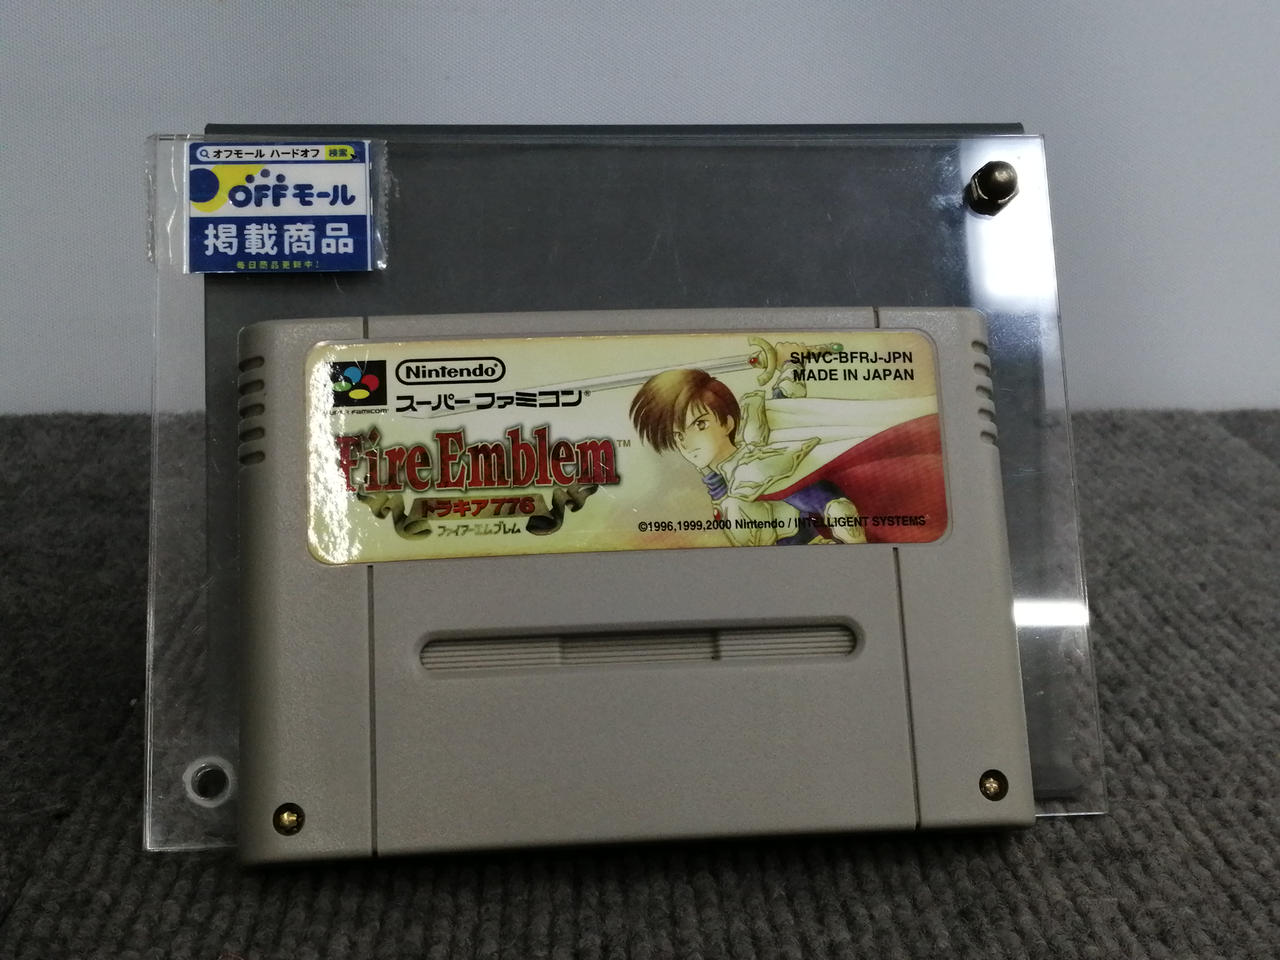 オフモール ハードオフ 検索
OFFモール
掲載商品
毎日商品更新中!
Nintendo
スーパーファミコン®
SUPER FAMICOM
SHVC-BFRJ-JPN
MADE IN JAPAN
Fire Emblem™
トラキア776
ファイアーエムブレム
©1996,1999,2000 Nintendo / INTELLIGENT SYSTEMS